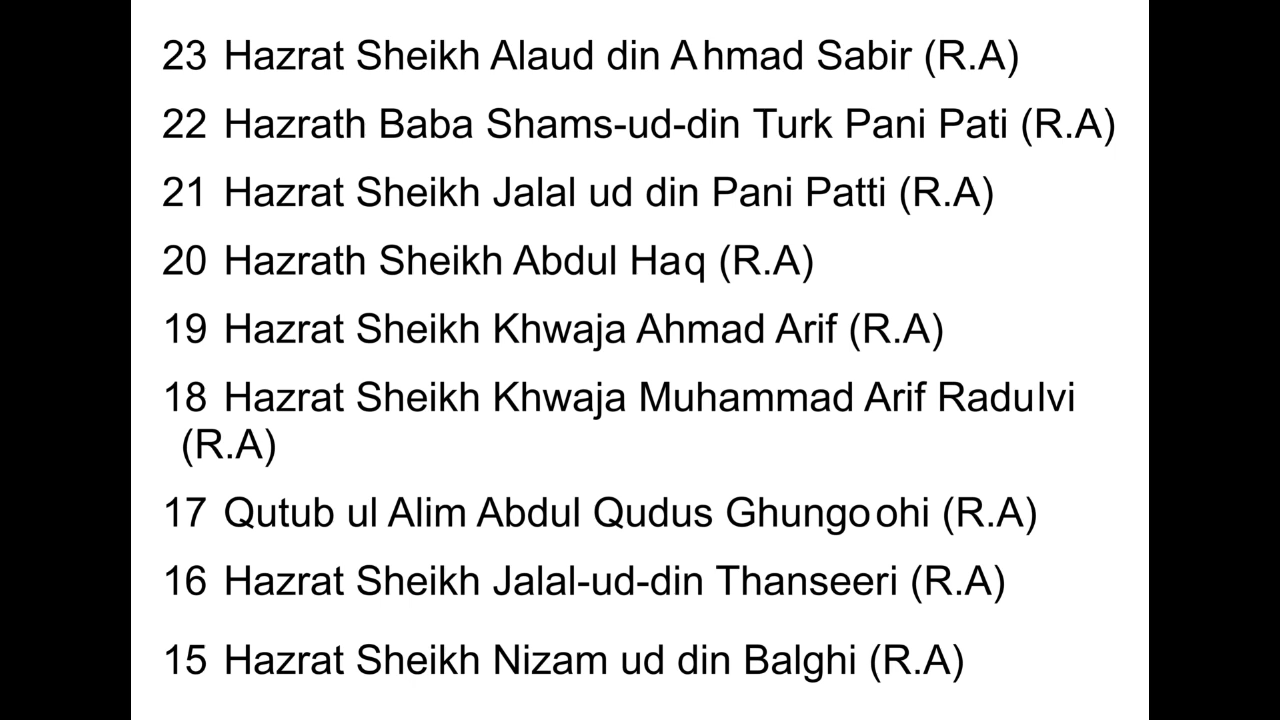 23 Hazrat Sheikh Alaud din Ahmad Sabir (R.A)
22 Hazrath Baba Shams-ud-din Turk Pani Pati (R.A)
21 Hazrat Sheikh Jalal ud din Pani Patti (R.A)
20 Hazrath Sheikh Abdul Haq (R.A)
19 Hazrat Sheikh Khwaja Ahmad Arif (R.A)
18 Hazrat Sheikh Khwaja Muhammad Arif Radulvi
(R.A)
17 Qutub ul Alim Abdul Qudus Ghungoohi (R.A)
16 Hazrat Sheikh Jalal-ud-din Thanseeri (R.A)
15 Hazrat Sheikh Nizam ud din Balghi (R.A)